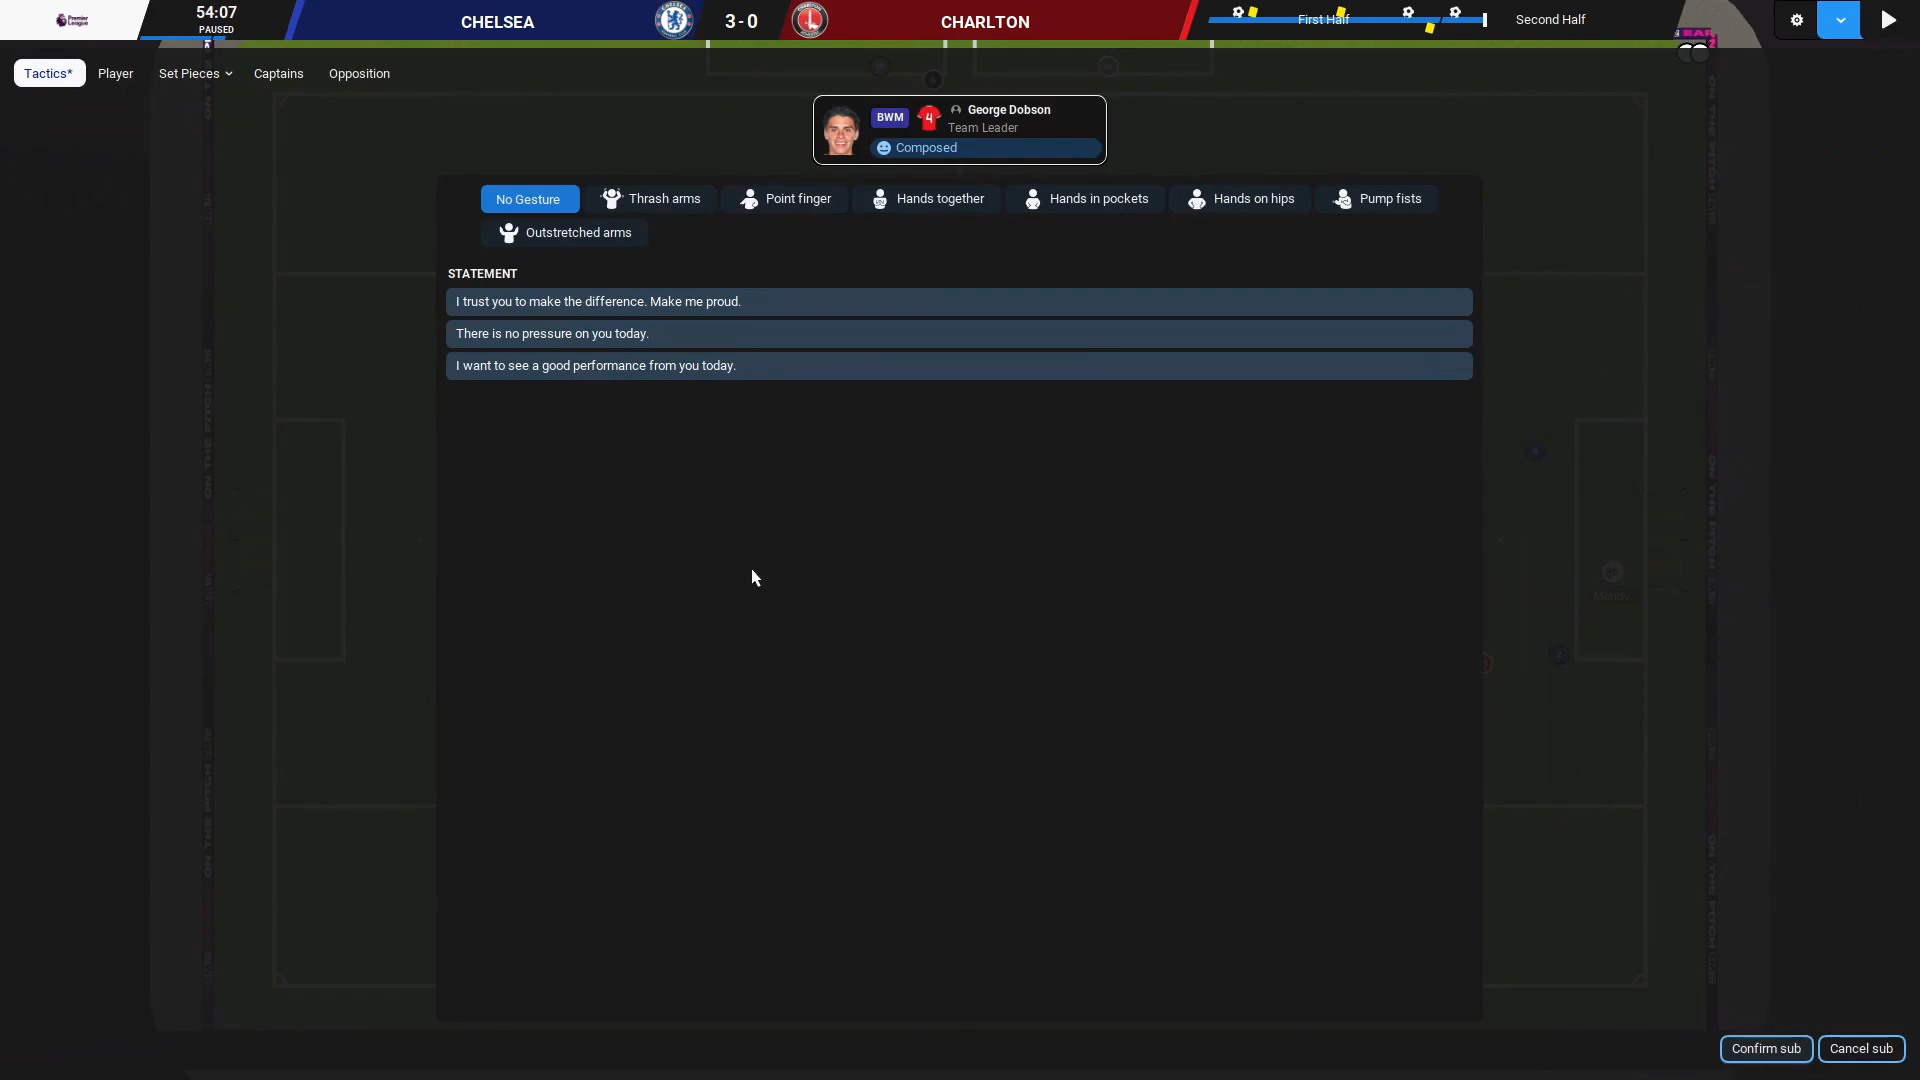 Premier League
54:07
PAUSED
CHELSEA
3 - 0
CHARLTON
First Half
Second Half
Tactics*
Player
Set Pieces
Captains
Opposition
BWM
4
George Dobson
Team Leader
Composed
No Gesture
Thrash arms
Point finger
Hands together
Hands in pockets
Hands on hips
Pump fists
Outstretched arms
STATEMENT
I trust you to make the difference. Make me proud.
There is no pressure on you today.
I want to see a good performance from you today.
Mendy
Confirm sub
Cancel sub